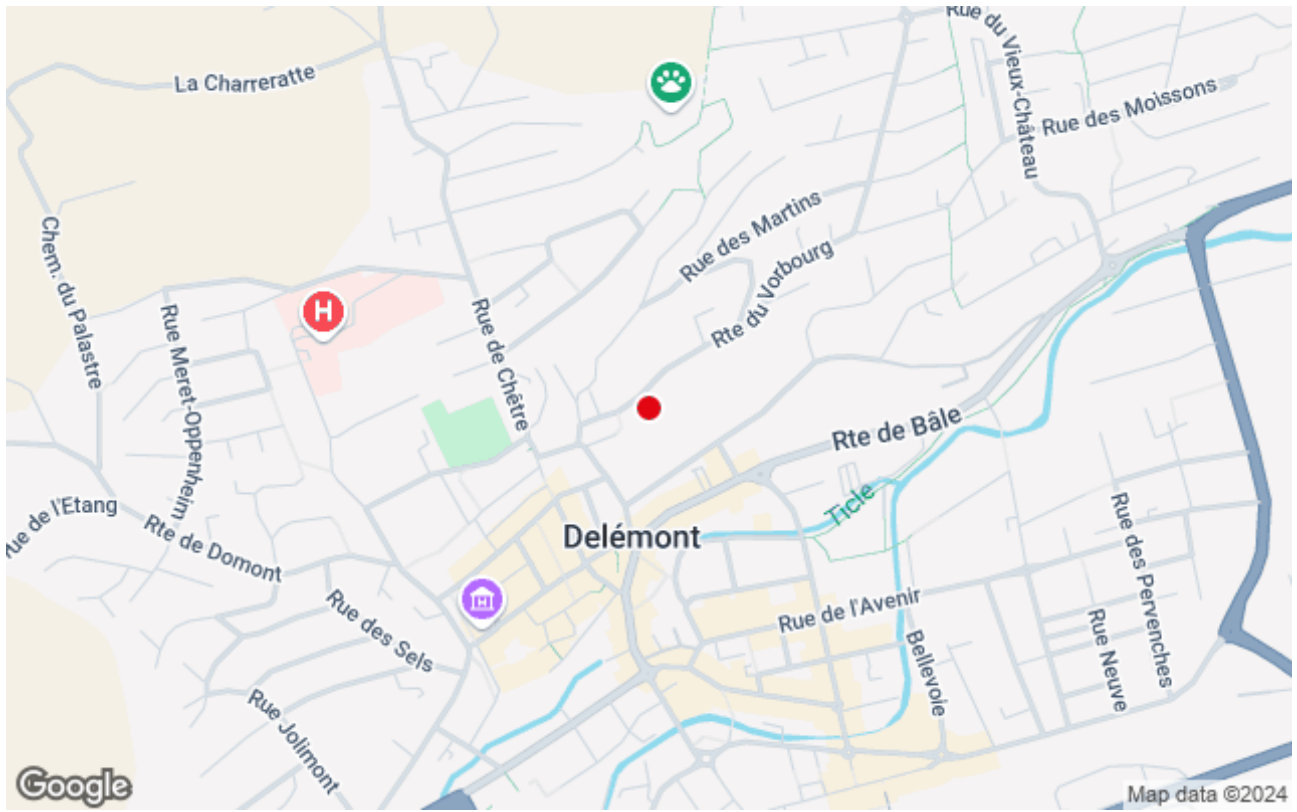 Rue du Vieux-Château
La Charreratte
Rue des Moissons
Rue des Martins
Chem. du Palastre
Rte du Vorbourg
H
Rue Meret-Oppenheim
Rue de Chêtre
Rte de Bâle
Ticle
Rue de l'Etang
Rte de Domont
Delémont
Rue des Pervenches
Rue de l'Avenir
Rue des Sels
Bellevoie
Rue Neuve
Rue Jolimont
Google
Map data ©2024